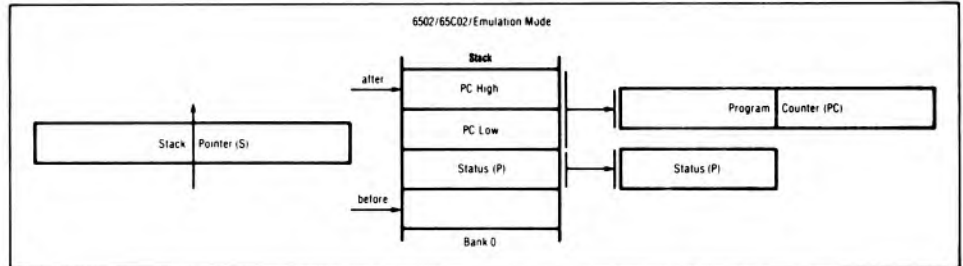 6502/65C02/Emulation Mode
Stack
after
PC High
Program Counter (PC)
Stack Pointer (S)
PC Low
Status (P)
Status (P)
before
Bank 0